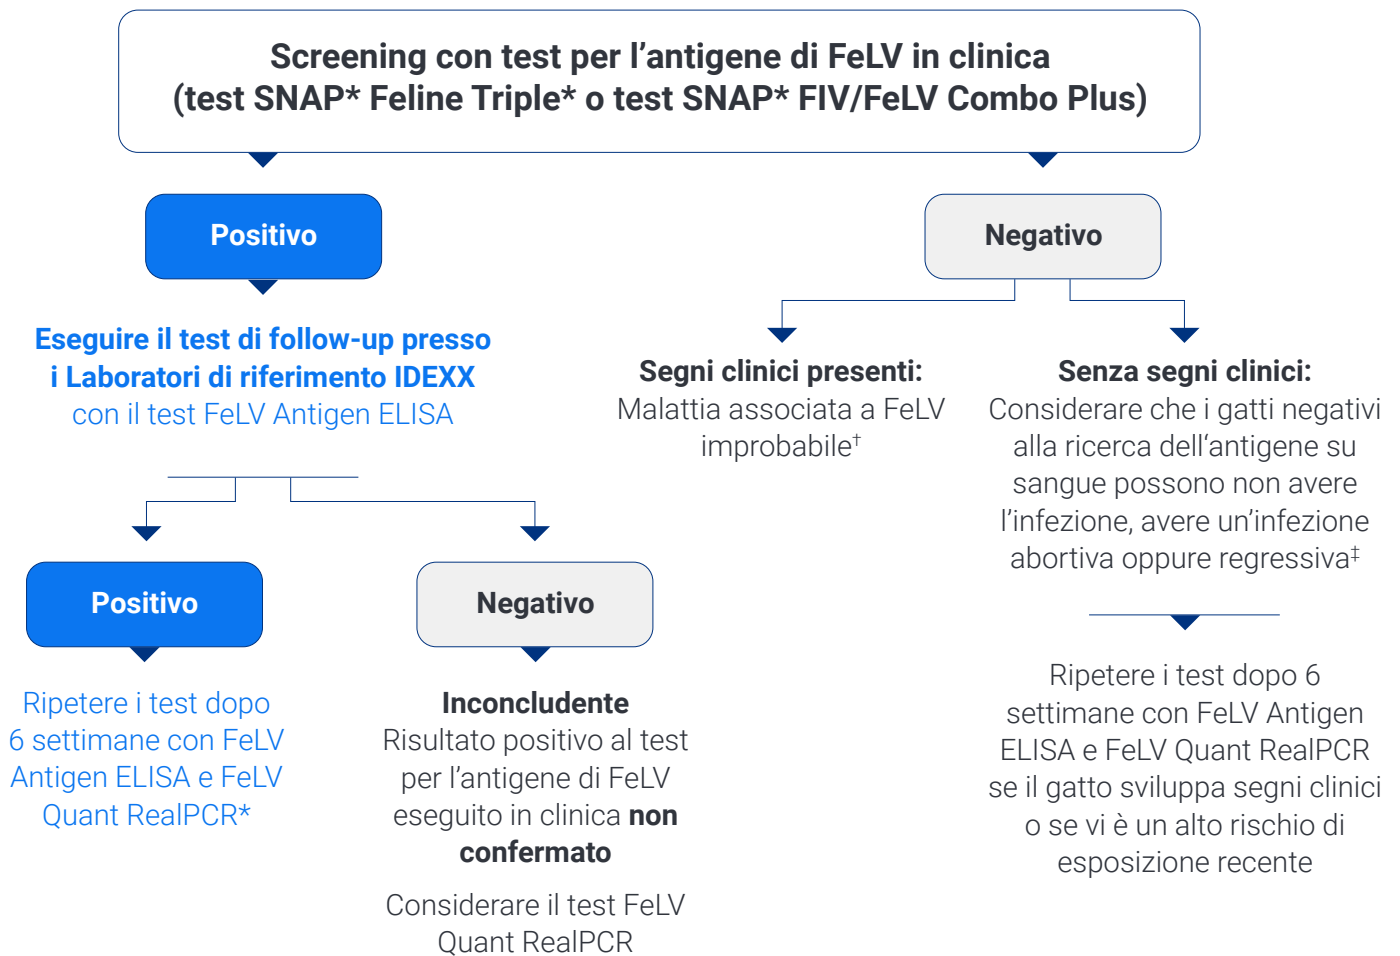 Screening con test per l’antigene di FeLV in clinica
(test SNAP* Feline Triple* o test SNAP* FIV/FeLV Combo Plus)
Positivo
Eseguire il test di follow-up presso
i Laboratori di riferimento IDEXX
con il test FeLV Antigen ELISA
Positivo
Ripetere i test dopo
6 settimane con FeLV
Antigen ELISA e FeLV
Quant RealPCR*
Negativo
Inconcludente
Risultato positivo al test
per l’antigene di FeLV
eseguito in clinica non
confermato
Considerare il test FeLV
Quant RealPCR
Negativo
Segni clinici presenti:
Malattia associata a FeLV
improbabile†
Senza segni clinici:
Considerare che i gatti negativi
alla ricerca dell‘antigene su
sangue possono non avere
l’infezione, avere un’infezione
abortiva oppure regressiva‡
Ripetere i test dopo 6
settimane con FeLV Antigen
ELISA e FeLV Quant RealPCR
se il gatto sviluppa segni clinici
o se vi è un alto rischio di
esposizione recente